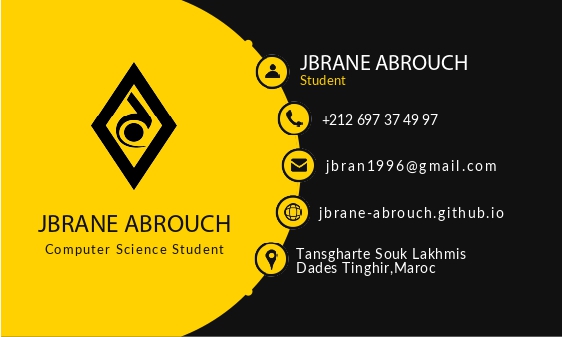 JBRANE ABROUCH
Computer Science Student
JBRANE ABROUCH
Student
+212 697 37 49 97
jbran1996@gmail.com
jbrane-abrouch.github.io
Tansgharte Souk Lakhmis
Dades Tinghir,Maroc